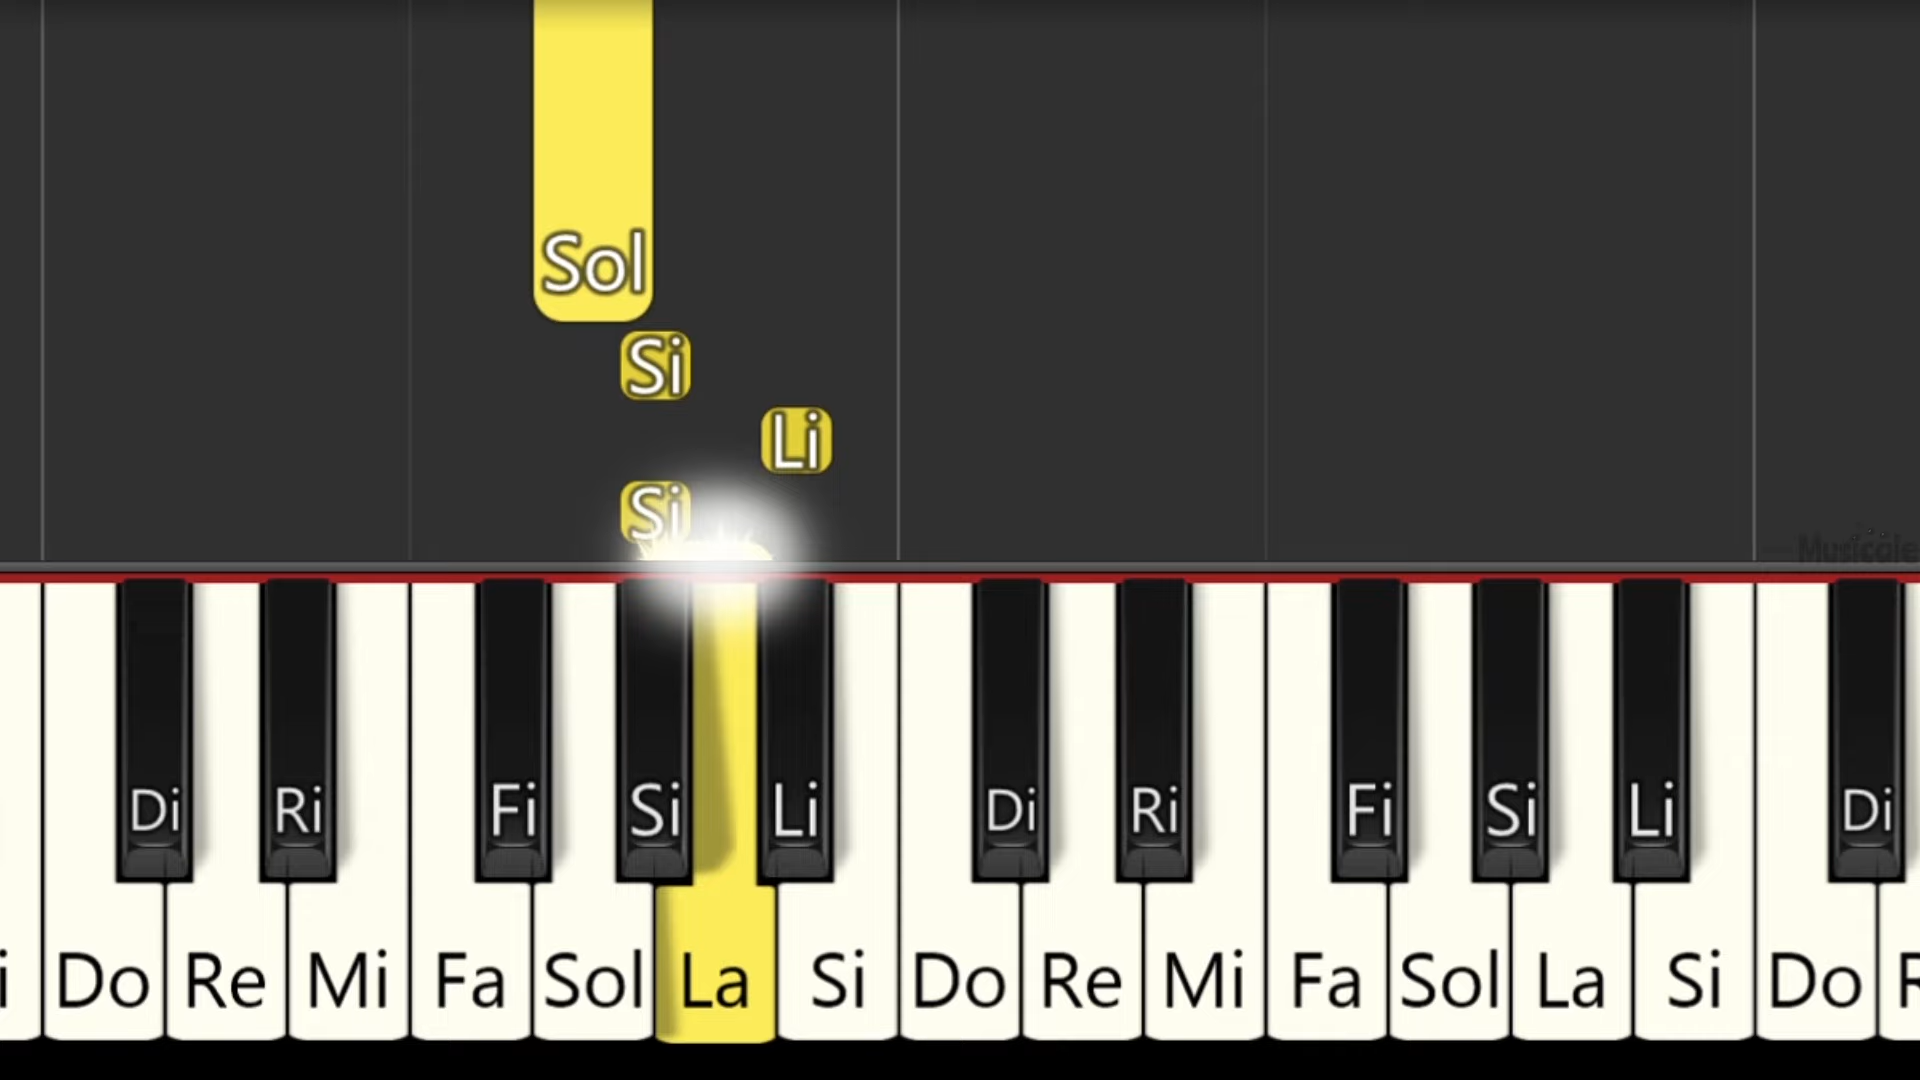 Sol
Si
Li
Si
Musicale
Di Ri Fi Si Li Di Ri Fi Si Li Di
i Do Re Mi Fa Sol La Si Do Re Mi Fa Sol La Si Do R